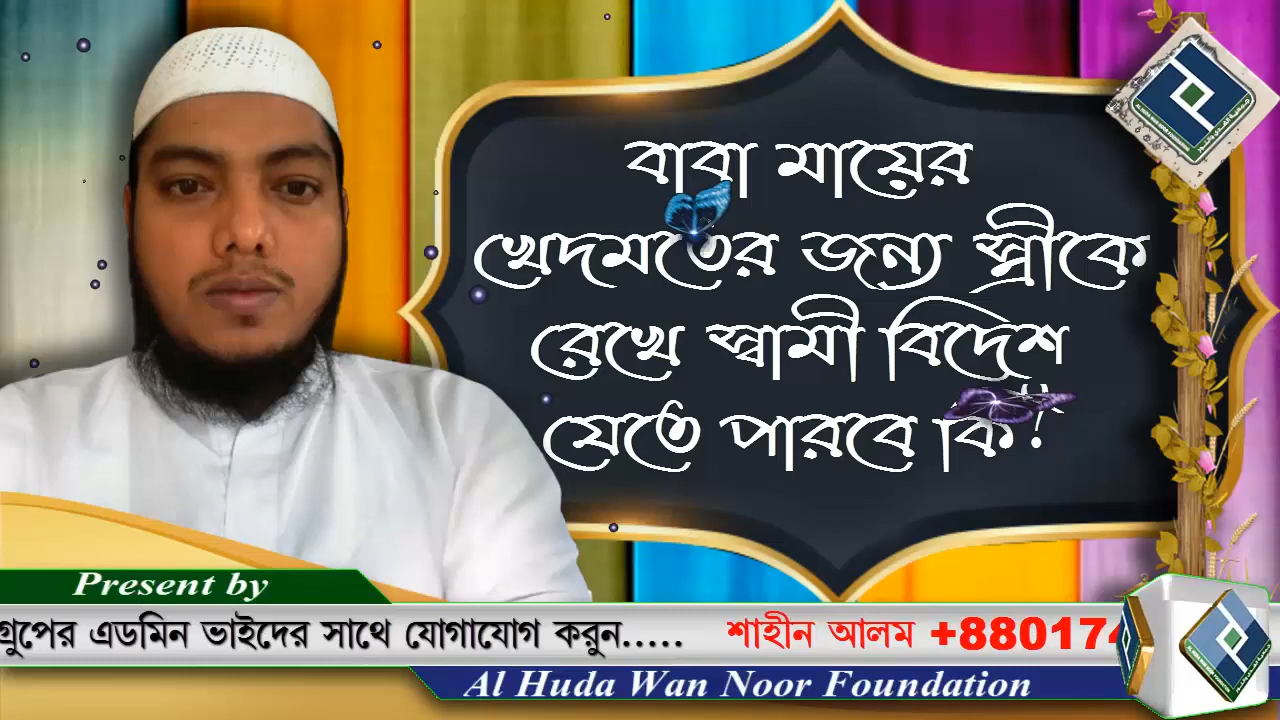 বাবা মায়ের
খেদমতের জন্য স্ত্রীকে
রেখে স্বামী বিদেশ
যেতে পারবে কি?
Present by
গ্রুপের এডমিন ভাইদের সাথে যোগাযোগ করুন..... শাহীন আলম +880174
Al Huda Wan Noor Foundation